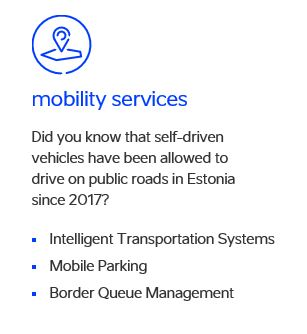 mobility services
Did you know that self-driven
vehicles have been allowed to
drive on public roads in Estonia
since 2017?
Intelligent Transportation Systems
Mobile Parking
Border Queue Management